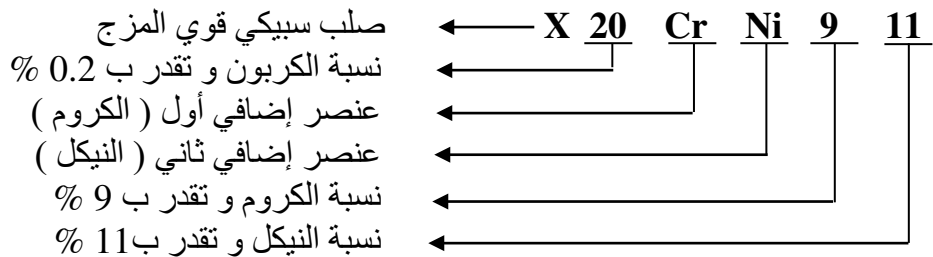 X 20 Cr Ni 9 11
صلب سبيكي قوي المزج
نسبة الكربون و تقدر ب 0.2 %
عنصر إضافي أول ( الكروم )
عنصر إضافي ثاني ( النيكل )
نسبة الكروم و تقدر ب 9 %
نسبة النيكل و تقدر ب11 %